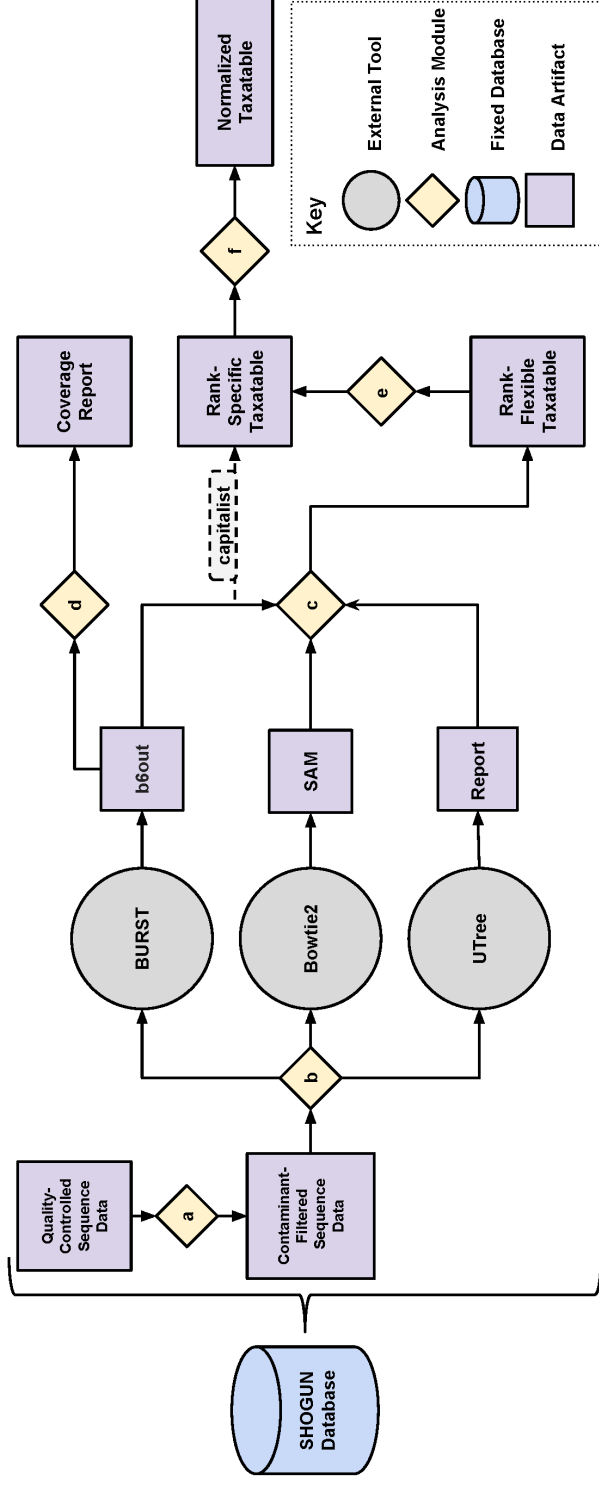 SHOGUN
Database
Quality-
Controlled
Sequence
Data
a
Contaminant-
Filtered
Sequence
Data
b
BURST
Bowtie2
UTree
b6out
SAM
Report
d
c
capitalist
Coverage
Report
Rank-
Specific
Taxatable
e
Rank-
Flexible
Taxatable
f
Normalized
Taxatable
Key
External Tool
Analysis Module
Fixed Database
Data Artifact